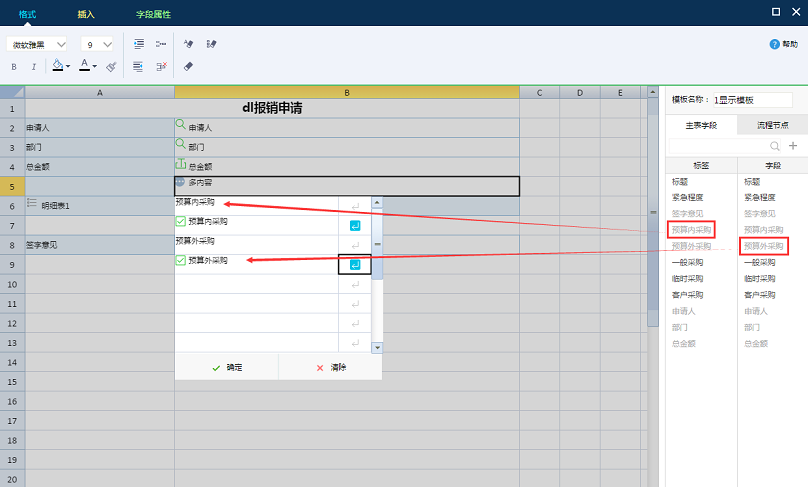 格式 插入 字段属性
微软雅黑 9 帮助
B I A
A B C D E
1 dl报销申请
2 申请人 申请人
3 部门 部门
4 总金额 总金额
5 多内容
6 明细表1
7
8 签字意见
9
10
11
12
13
14
15
16
17
18
19
20
预算内采购
预算内采购
预算外采购
预算外采购
确定 清除
模板名称： 1显示模板
主表字段 流程节点
标签 字段
标题 标题
紧急程度 紧急程度
签字意见 签字意见
预算内采购 预算内采购
预算外采购 预算外采购
一般采购 一般采购
临时采购 临时采购
客户采购 客户采购
申请人 申请人
部门 部门
总金额 总金额